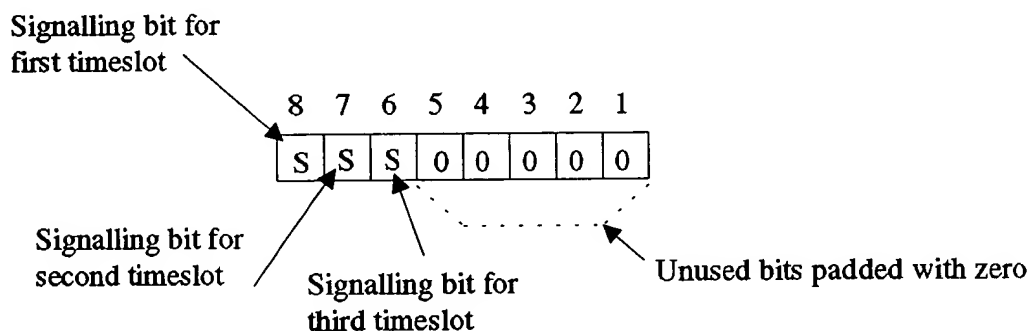 Signalling bit for
first timeslot
8 7 6 5 4 3 2 1
S S S 0 0 0 0 0
Signalling bit for
second timeslot
Signalling bit for
third timeslot
Unused bits padded with zero